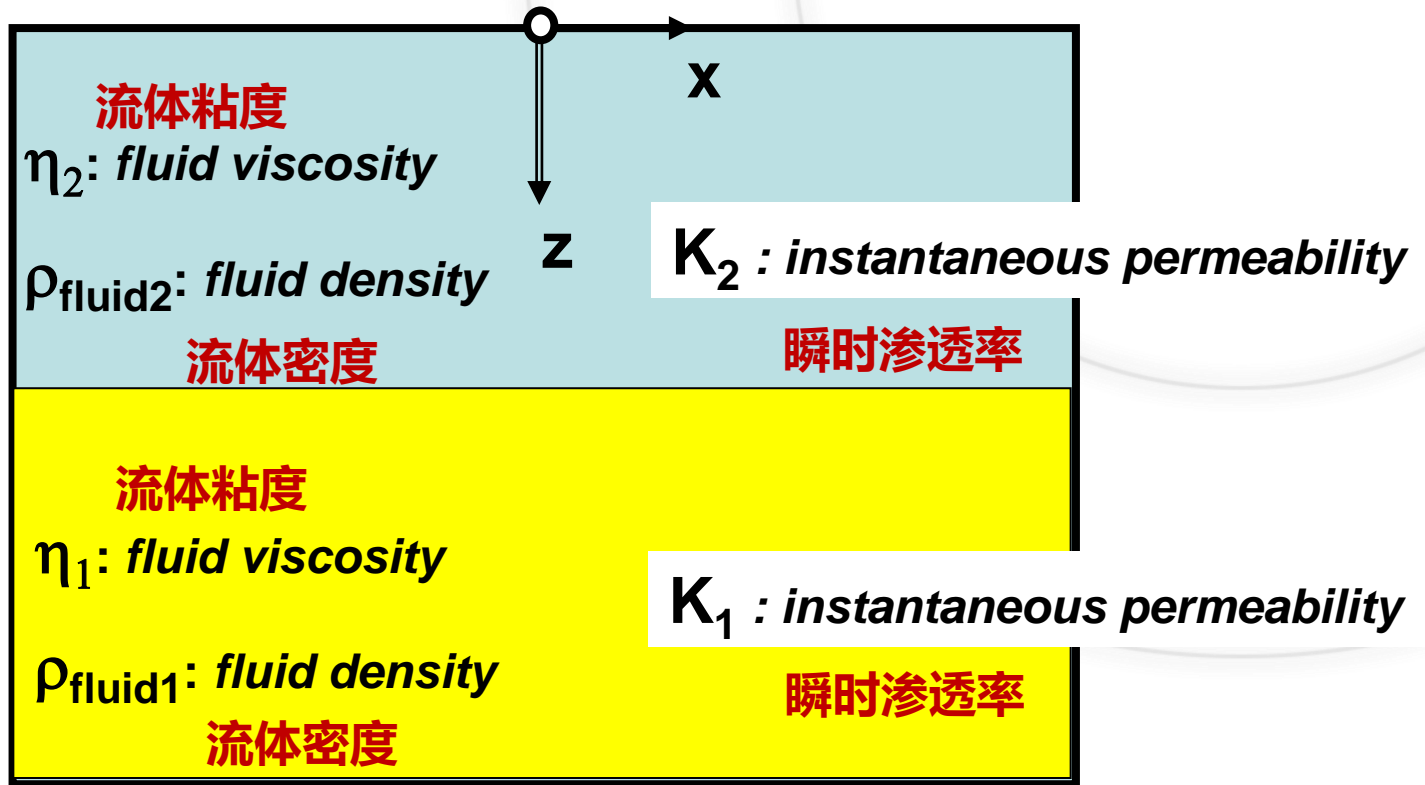 x
流体粘度
η₂: fluid viscosity
z
K₂ : instantaneous permeability
ρfluid2: fluid density
流体密度
瞬时渗透率
流体粘度
η₁: fluid viscosity
K₁ : instantaneous permeability
ρfluid1: fluid density
流体密度
瞬时渗透率